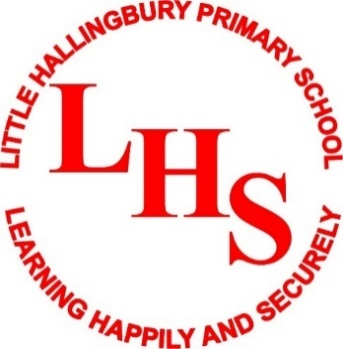 LITTLE HALLINGBURY PRIMARY SCHOOL
LHS
LEARNING HAPPILY AND SECURELY